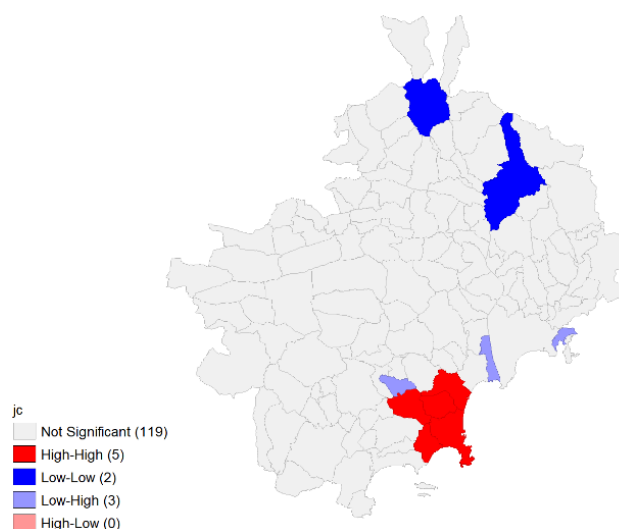 jc
Not Significant (119)
High-High (5)
Low-Low (2)
Low-High (3)
High-Low (0)